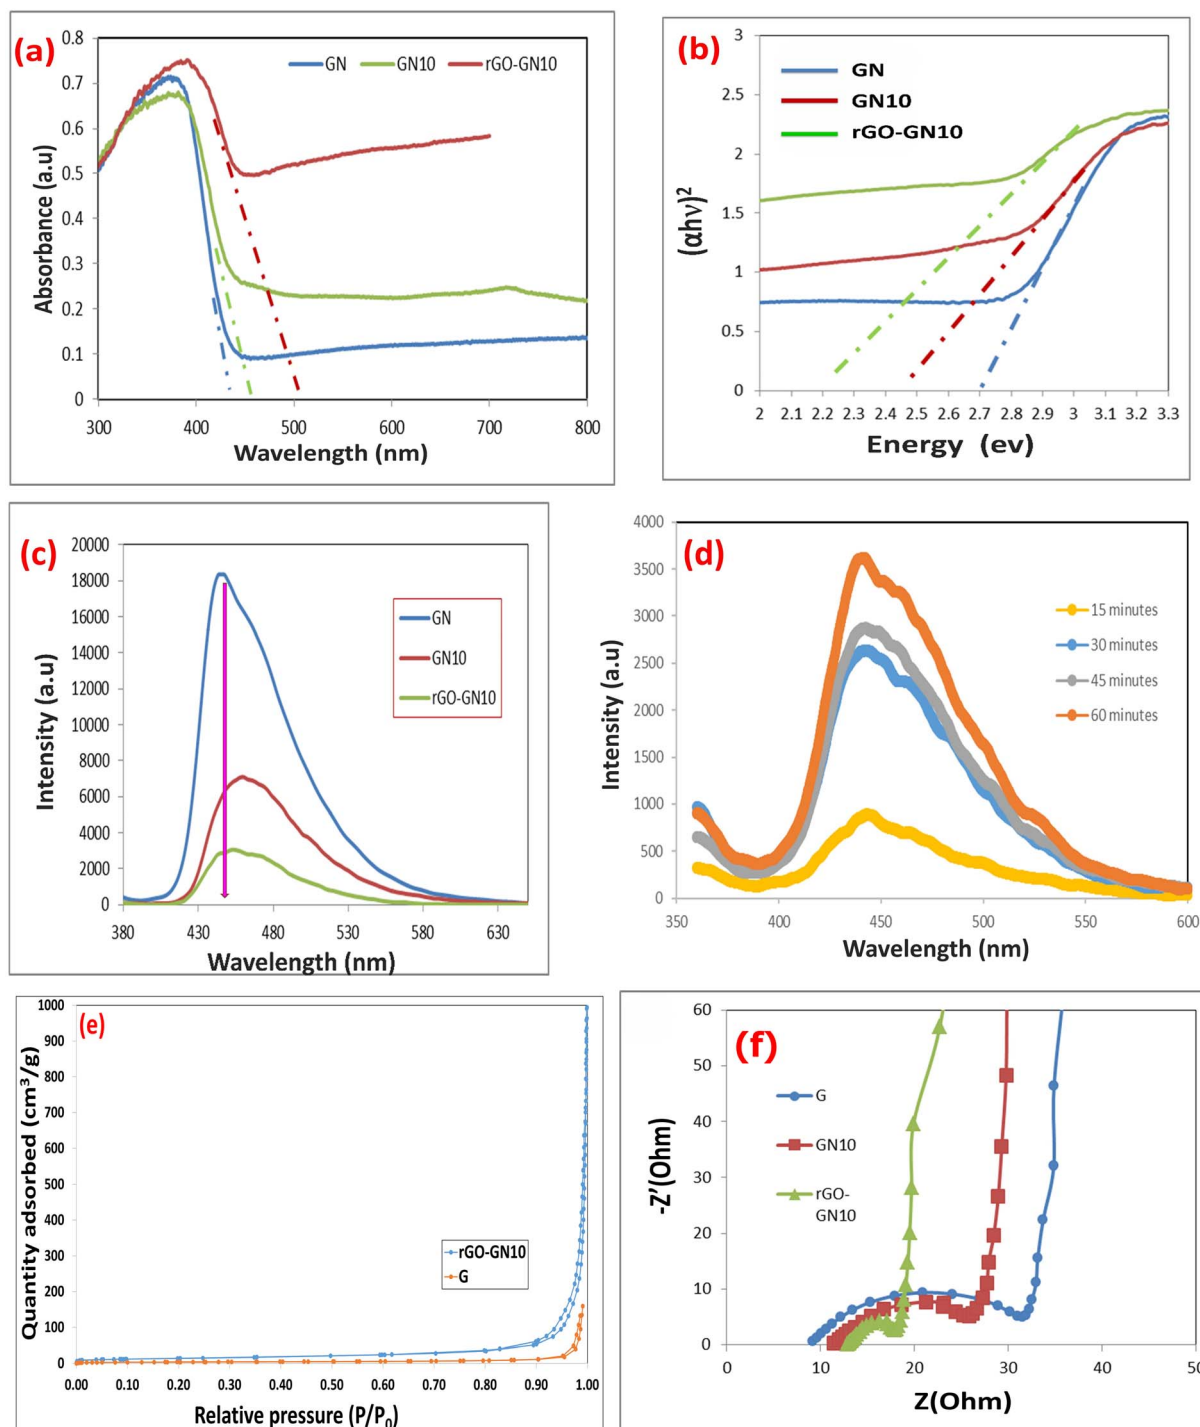 (a)
0.8
0.7
0.6
0.5
0.4
0.3
0.2
0.1
0
Absorbance (a.u)
GN GN10 rGO-GN10
300 400 500 600 700 800
Wavelength (nm)
(b)
3
2.5
2
1.5
1
0.5
0
(αhν)²
GN
GN10
rGO-GN10
2 2.1 2.2 2.3 2.4 2.5 2.6 2.7 2.8 2.9 3 3.1 3.2 3.3
Energy (ev)
(c)
20000
18000
16000
14000
12000
10000
8000
6000
4000
2000
0
Intensity (a.u)
GN
GN10
rGO-GN10
380 430 480 530 580 630
Wavelength (nm)
(d)
4000
3500
3000
2500
2000
1500
1000
500
0
Intensity (a.u)
15 minutes
30 minutes
45 minutes
60 minutes
350 400 450 500 550 600
Wavelength (nm)
(e)
1000
900
800
700
600
500
400
300
200
100
0
Quantity adsorbed (cm³/g)
rGO-GN10
G
0.00 0.10 0.20 0.30 0.40 0.50 0.60 0.70 0.80 0.90 1.00
Relative pressure (P/P₀)
(f)
60
50
40
30
20
10
0
-Z'(Ohm)
G
GN10
rGO-
GN10
0 10 20 30 40 50
Z(Ohm)